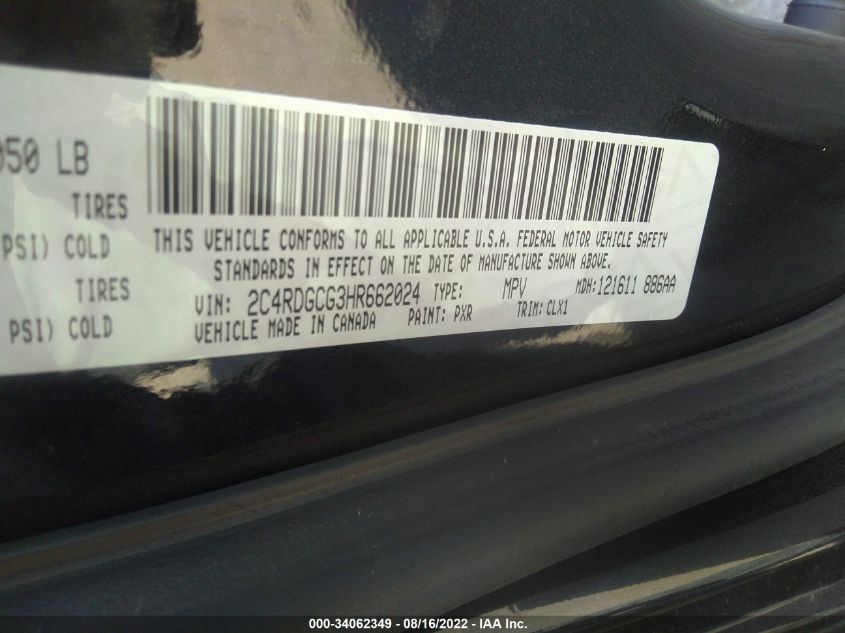 050 LB
TIRES
PSI) COLD
TIRES
PSI) COLD
THIS VEHICLE CONFORMS TO ALL APPLICABLE U.S.A. FEDERAL MOTOR VEHICLE SAFETY
STANDARDS IN EFFECT ON THE DATE OF MANUFACTURE SHOWN ABOVE.
VIN: 2C4RDGCG3HR662024 TYPE: MPV MDH: 121611 886AA
VEHICLE MADE IN CANADA PAINT: PXR TRIM: CLX1
000-34062349 - 08/16/2022 - IAA Inc.